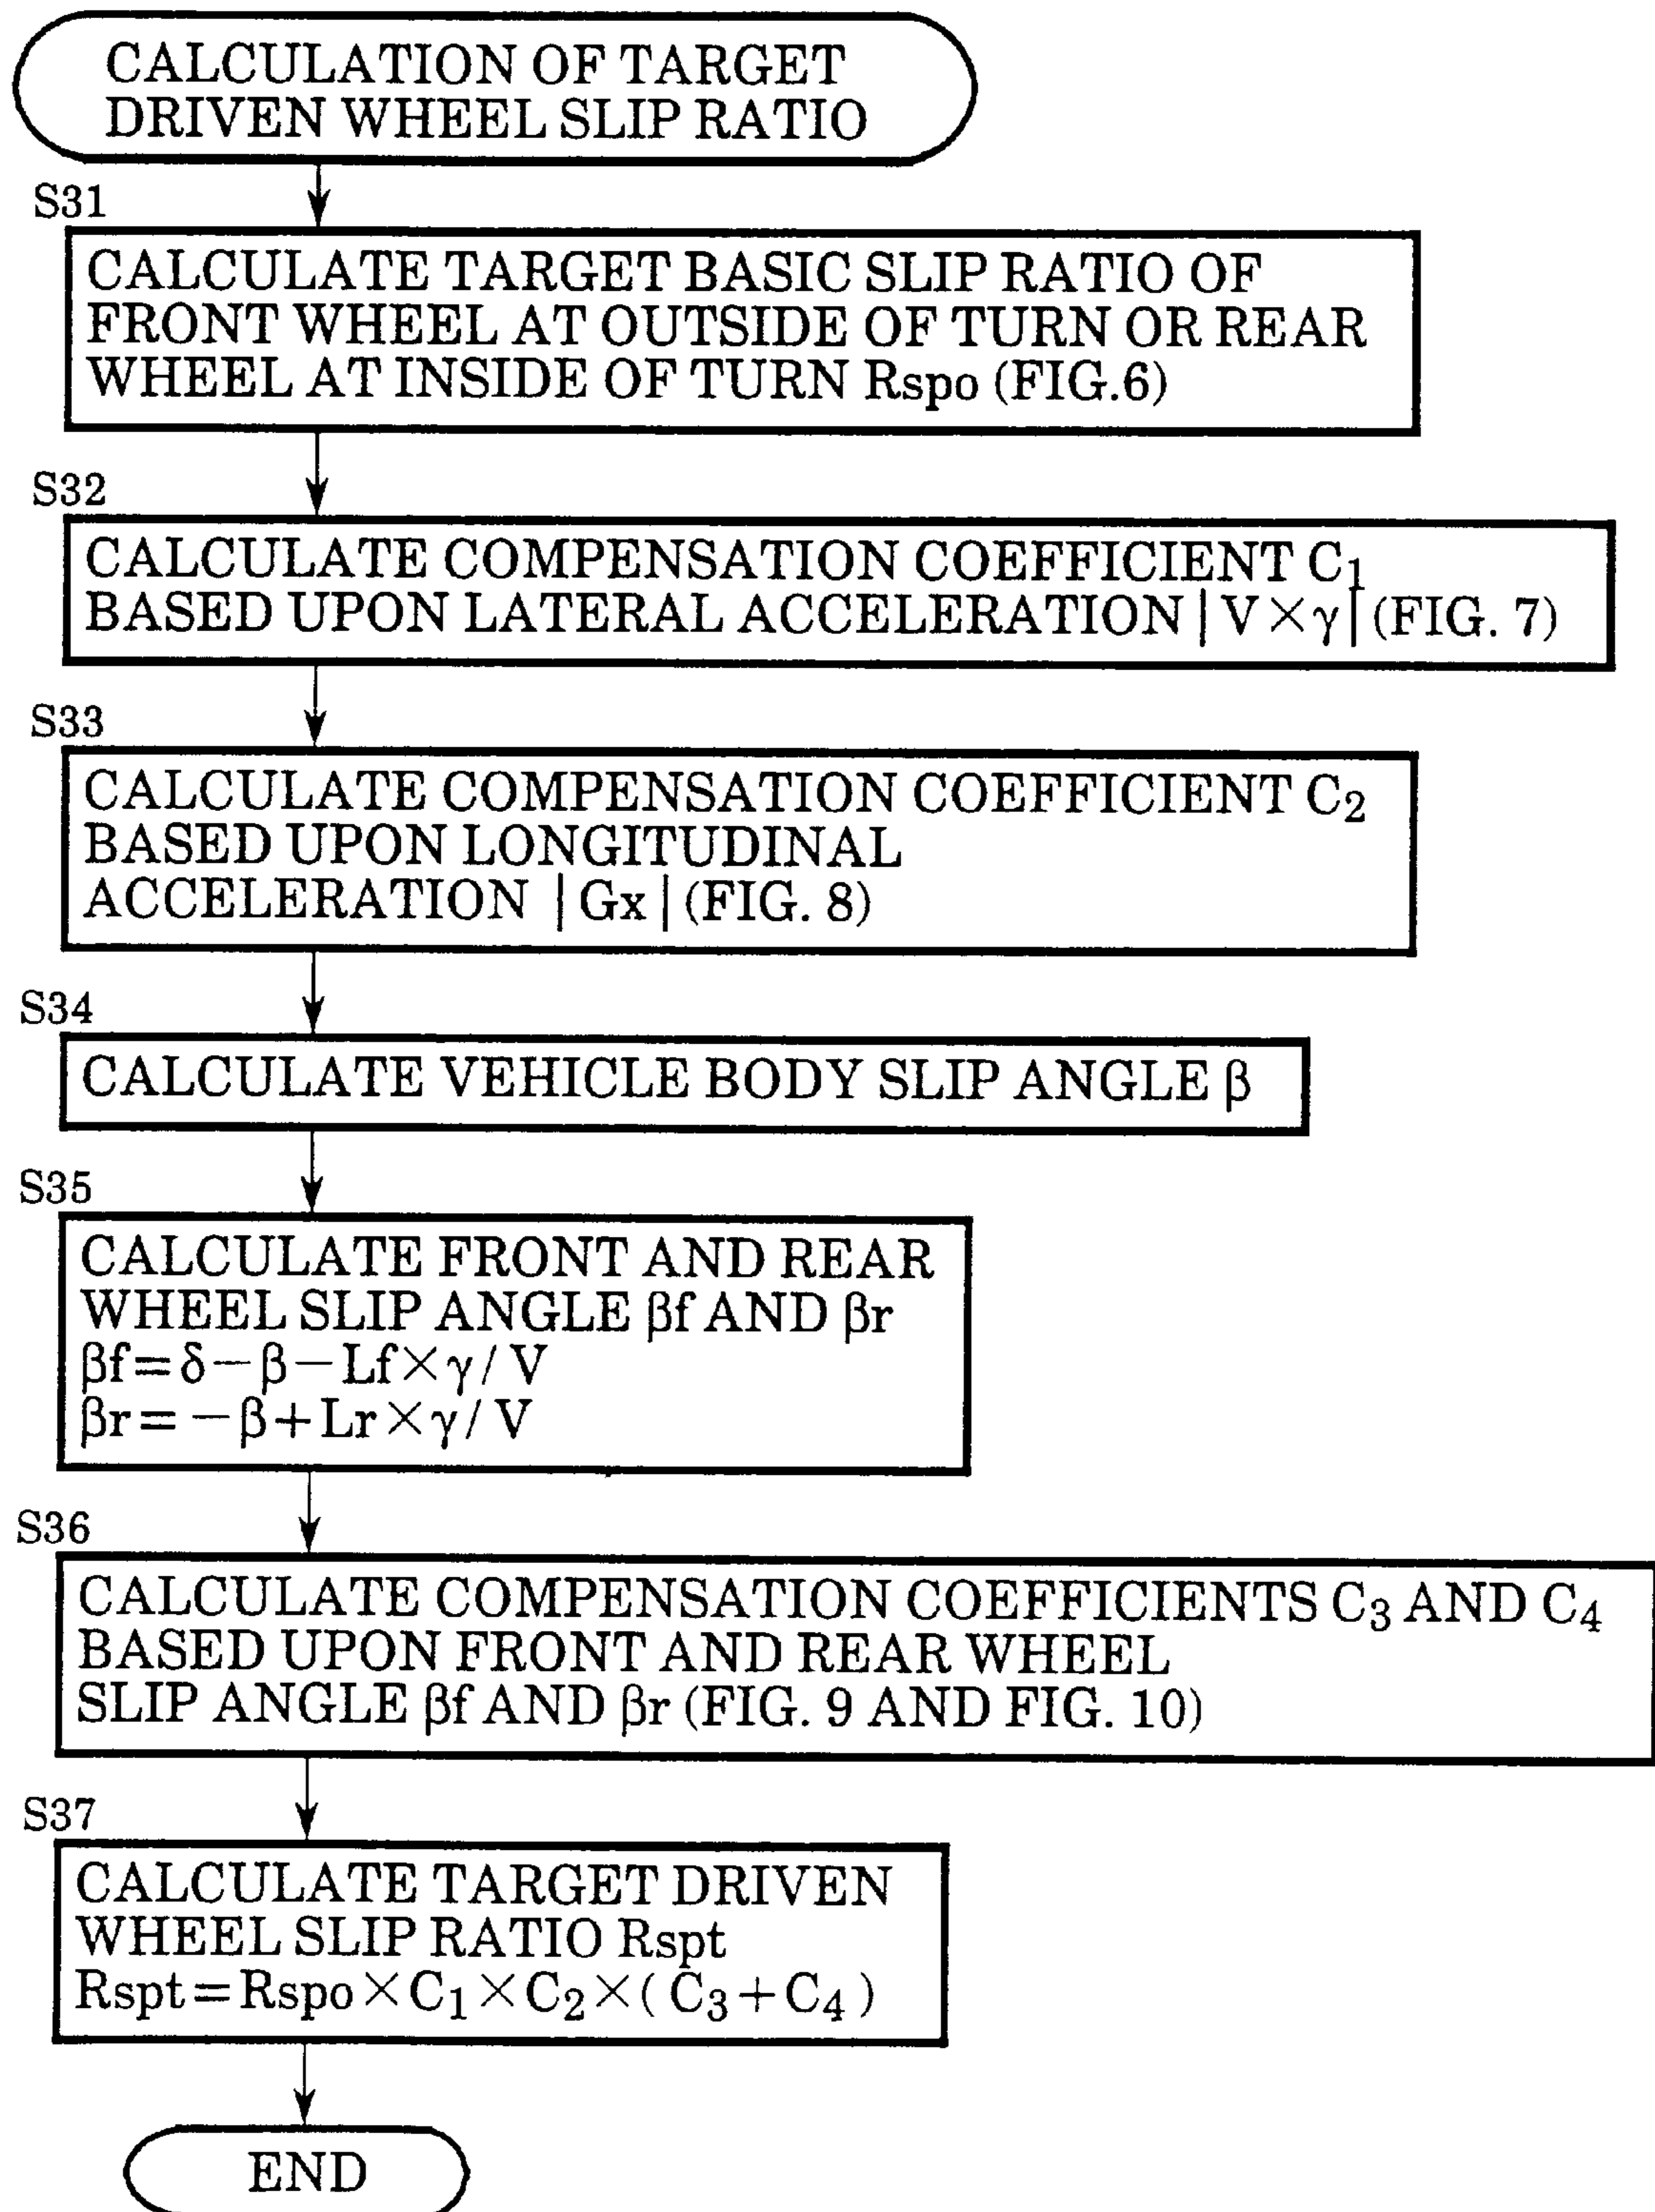 CALCULATION OF TARGET
DRIVEN WHEEL SLIP RATIO
S31
CALCULATE TARGET BASIC SLIP RATIO OF
FRONT WHEEL AT OUTSIDE OF TURN OR REAR
WHEEL AT INSIDE OF TURN Rspo (FIG.6)
S32
CALCULATE COMPENSATION COEFFICIENT C₁
BASED UPON LATERAL ACCELERATION | V×γ | (FIG. 7)
S33
CALCULATE COMPENSATION COEFFICIENT C₂
BASED UPON LONGITUDINAL
ACCELERATION | Gx | (FIG. 8)
S34
CALCULATE VEHICLE BODY SLIP ANGLE β
S35
CALCULATE FRONT AND REAR
WHEEL SLIP ANGLE βf AND βr
βf=δ−β−Lf×γ/V
βr=−β+Lr×γ/V
S36
CALCULATE COMPENSATION COEFFICIENTS C₃ AND C₄
BASED UPON FRONT AND REAR WHEEL
SLIP ANGLE βf AND βr (FIG. 9 AND FIG. 10)
S37
CALCULATE TARGET DRIVEN
WHEEL SLIP RATIO Rspt
Rspt=Rspo×C₁×C₂×(C₃+C₄)
END